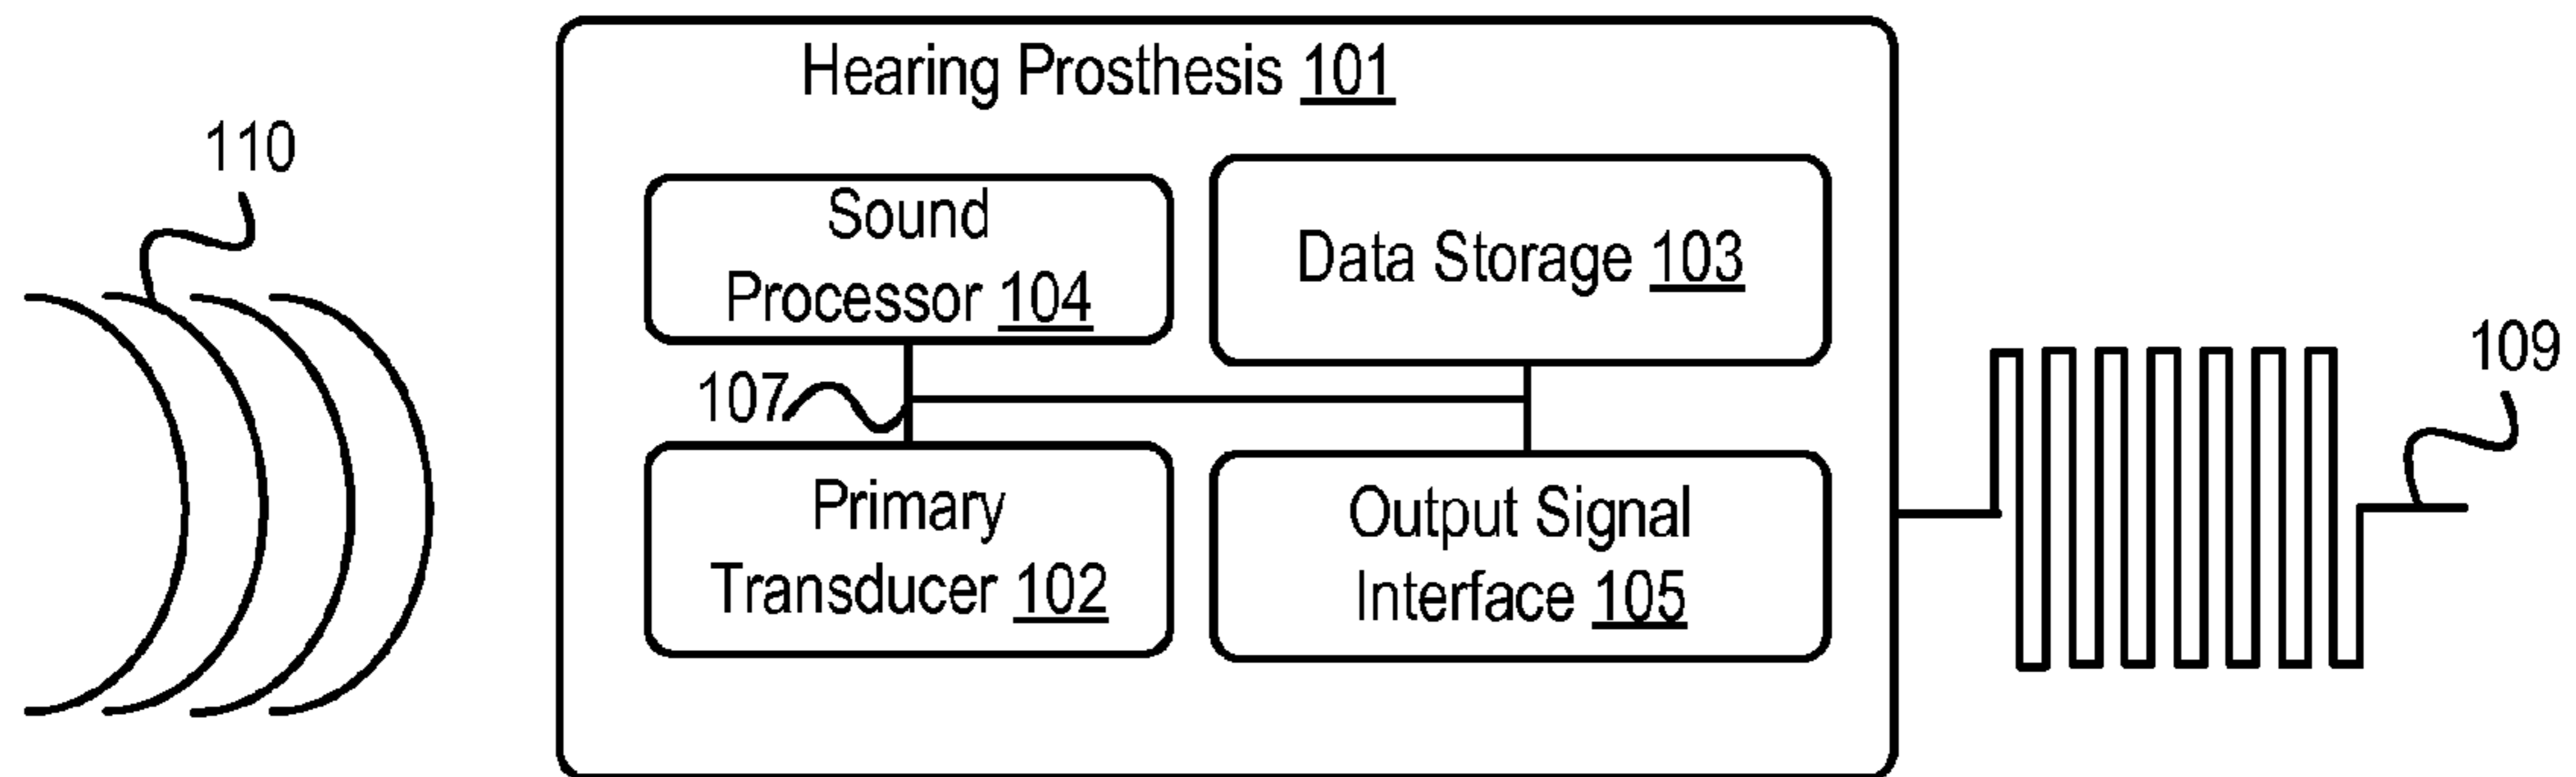 Hearing Prosthesis 101
110
Sound
Processor 104
Data Storage 103
107
109
Primary
Transducer 102
Output Signal
Interface 105